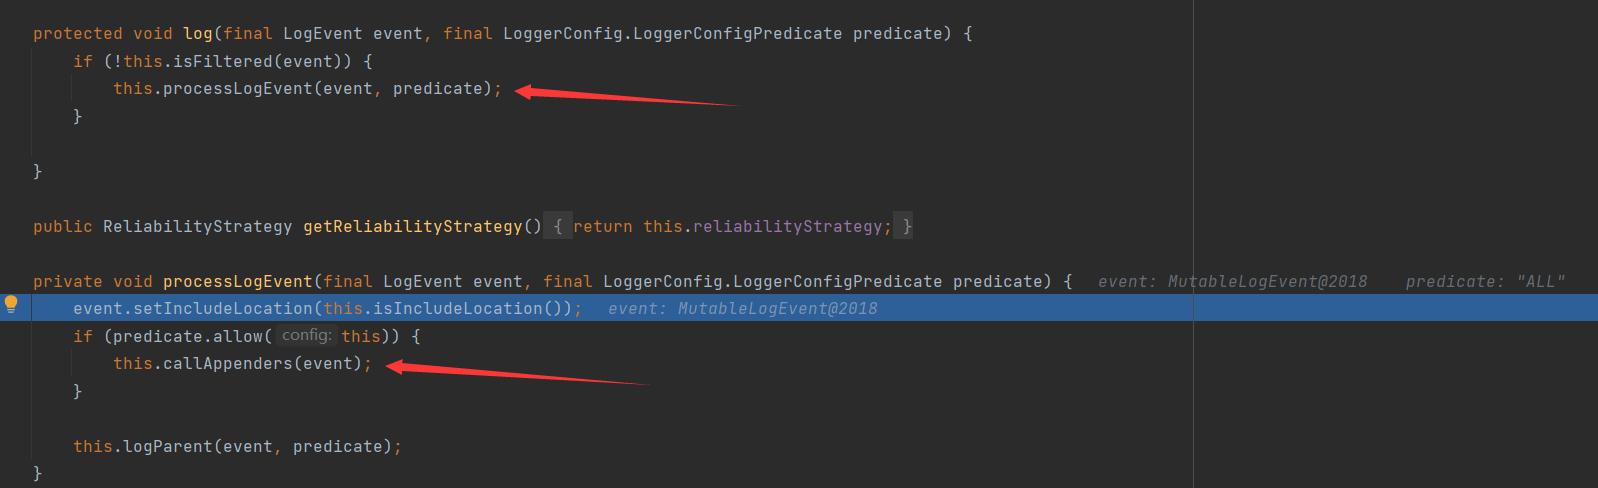 protected void log(final LogEvent event, final LoggerConfig.LoggerConfigPredicate predicate) {
if (!this.isFiltered(event)) {
this.processLogEvent(event, predicate);
}
}
public ReliabilityStrategy getReliabilityStrategy() { return this.reliabilityStrategy; }
private void processLogEvent(final LogEvent event, final LoggerConfig.LoggerConfigPredicate predicate) { event: MutableLogEvent@2018 predicate: "ALL"
event.setIncludeLocation(this.isIncludeLocation()); event: MutableLogEvent@2018
if (predicate.allow( config: this)) {
this.callAppenders(event);
}
this.logParent(event, predicate);
}